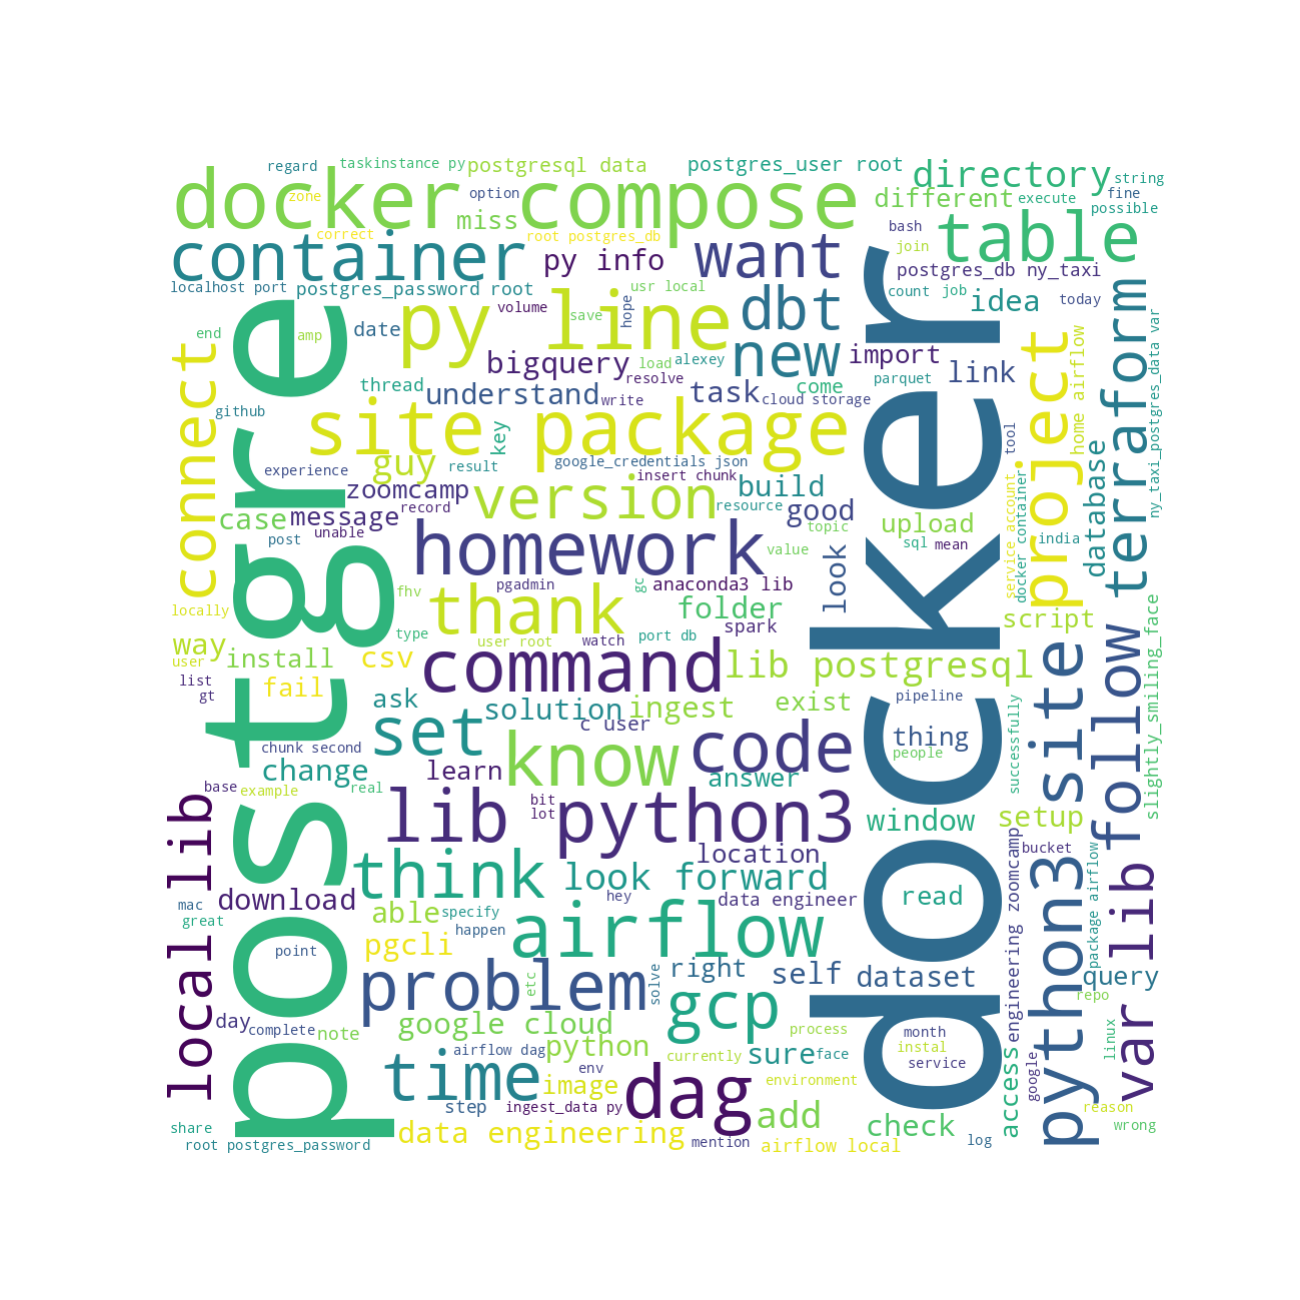 regard
taskinstance py
postgresql data
postgres_user root
directory
string
zone
option
docker compose
different
execute
fine
possible
miss
correct
root postgres_db
bash
join
table
container
py info
want
postgres_db ny_taxi
localhost port
postgres_password root
usr local
count
job
idea
today
volume
save
hope
dbt
end
amp
date
py line
bigquery
load
alexey
new
import
connect
thread
understand
resolve
write
task
come
cloud storage
parquet
link
project
home airflow
terraform
ny_taxi_postgres_data var
github
site package
key
tool
experience
guy
result
google_credentials json
insert chunk
database
zoomcamp
version
resource
build
good
record
case
message
unable
topic
upload
sql
mean
service account
docker container
india
post
homework
value
look
postgre
docker
fhv
pgadmin
gc
anaconda3 lib
locally
thank
folder
spark
script
type
user root
watch
port db
way
user
install
csv
command
lib postgresql
site
follow
slightly_smiling_face
list
gt
fail
ask
solution
ingest
exist
pipeline
c user
set
thing
people
successfully
chunk second
change
learn
know
code
answer
base
example
real
lib python3
bit
lot
window
setup
local lib
location
bucket
think
look forward
python3
var lib
package airflow
engineering zoomcamp
download
mac
great
hey
data engineer
read
able
specify
happen
airflow
point
pgcli
problem
etc
solve
right
self
dataset
query
repo
day
complete
note
google cloud
gcp
process
month
instal
service
linux
airflow dag
python
currently
sure
face
time
env
image
environment
access
google
step
ingest_data py
dag
add
check
reason
wrong
share
root postgres_password
data engineering
mention
airflow local
log